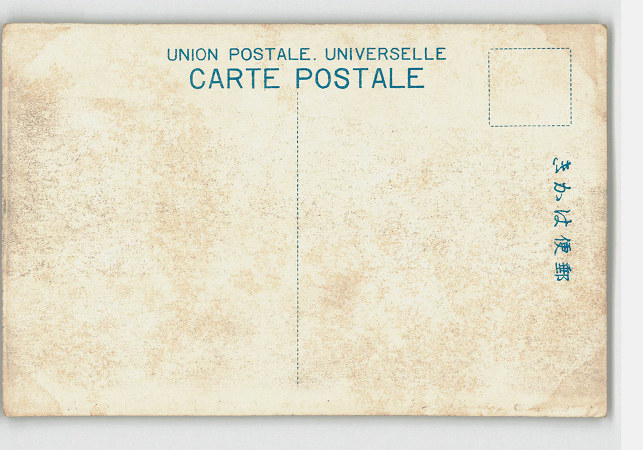 UNION POSTALE. UNIVERSELLE
CARTE POSTALE
きかは便郵